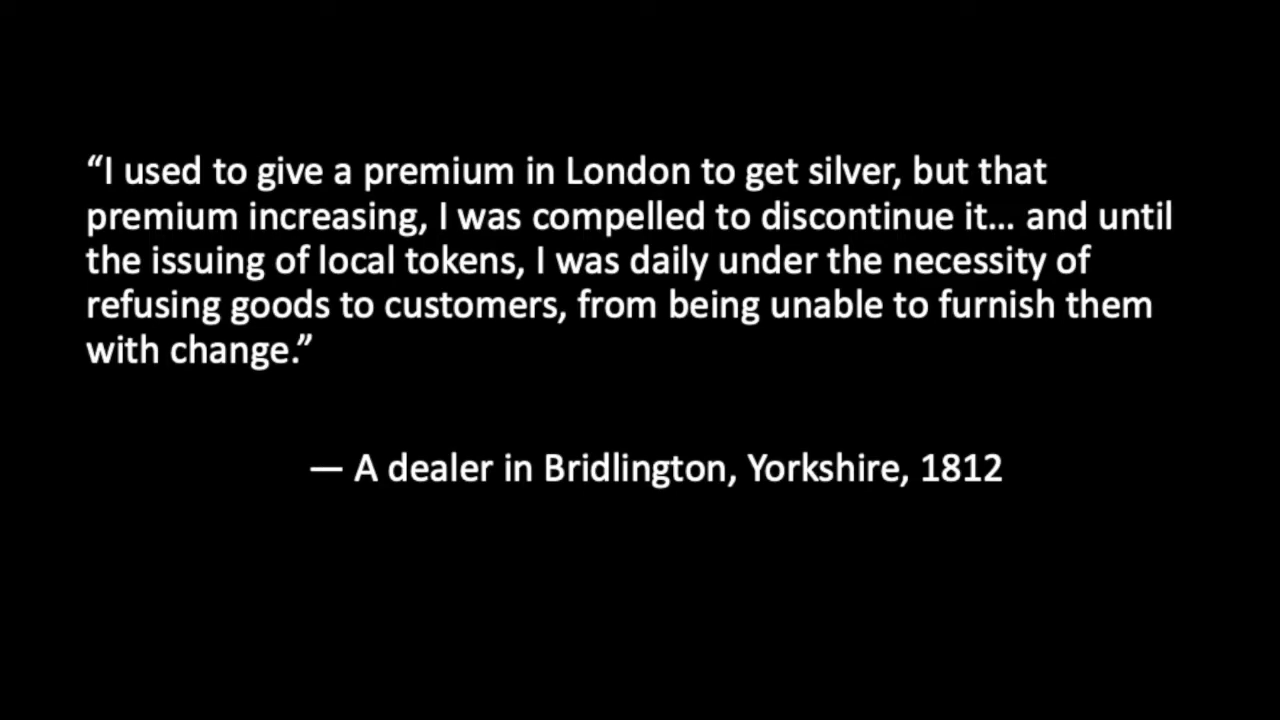 “I used to give a premium in London to get silver, but that
premium increasing, I was compelled to discontinue it… and until
the issuing of local tokens, I was daily under the necessity of
refusing goods to customers, from being unable to furnish them
with change.”
— A dealer in Bridlington, Yorkshire, 1812